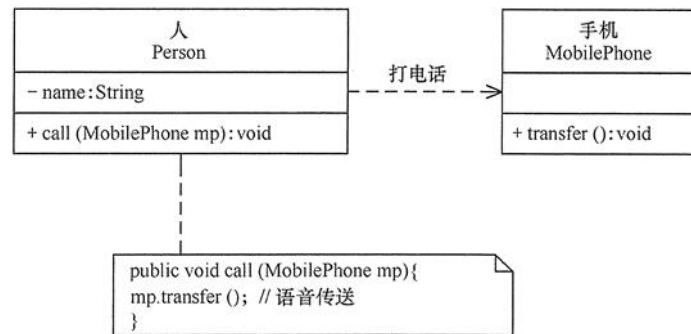 人
Person
- name:String
+ call (MobilePhone mp):void
打电话
手机
MobilePhone
+ transfer ():void
public void call (MobilePhone mp){
mp.transfer (); // 语音传送
}